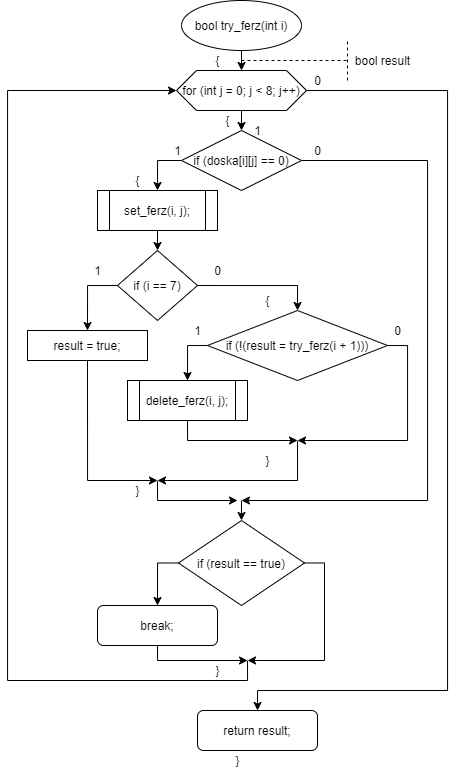 bool try_ferz(int i)
{
bool result
for (int j = 0; j < 8; j++)
0
{
1
if (doska[i][j] == 0)
1
0
{
set_ferz(i, j);
if (i == 7)
1
0
{
result = true;
if (!(result = try_ferz(i + 1)))
1
0
delete_ferz(i, j);
}
}
if (result == true)
break;
}
return result;
}